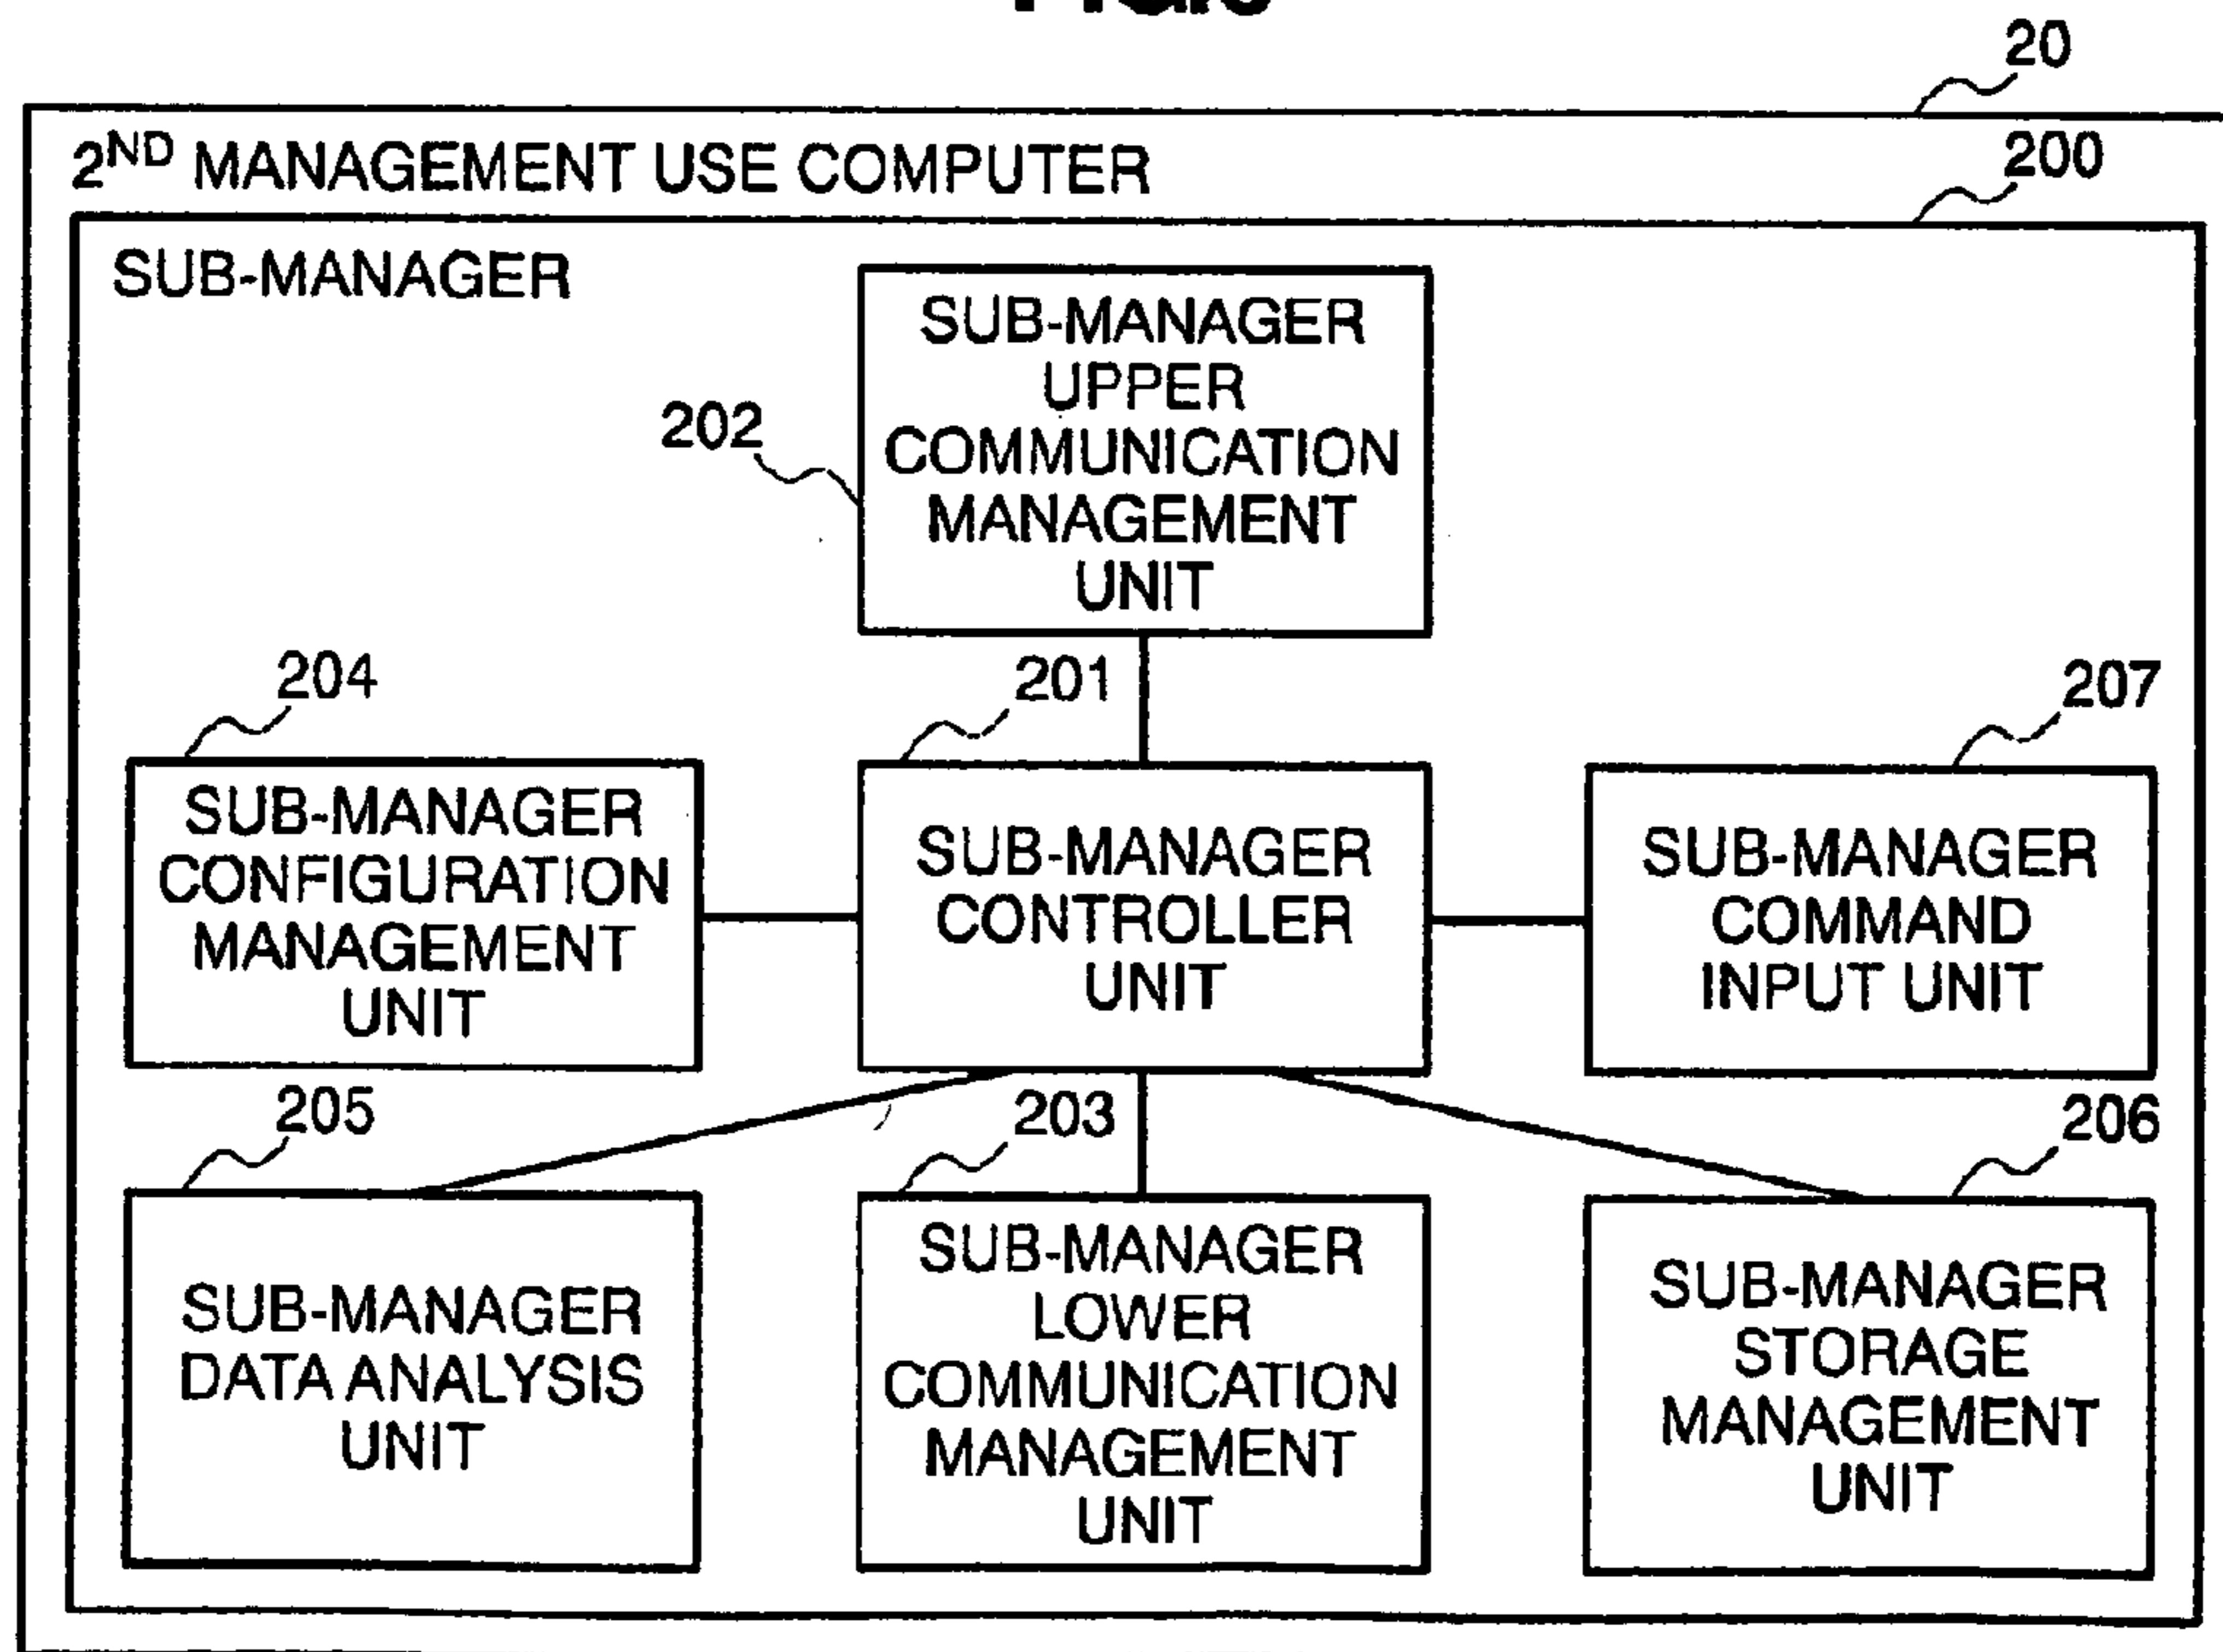 20
2ND MANAGEMENT USE COMPUTER
200
SUB-MANAGER
SUB-MANAGER
UPPER
COMMUNICATION
MANAGEMENT
UNIT
202
204
201
207
SUB-MANAGER
CONFIGURATION
MANAGEMENT
UNIT
SUB-MANAGER
CONTROLLER
UNIT
SUB-MANAGER
COMMAND
INPUT UNIT
205
203
206
SUB-MANAGER
DATA ANALYSIS
UNIT
SUB-MANAGER
LOWER
COMMUNICATION
MANAGEMENT
UNIT
SUB-MANAGER
STORAGE
MANAGEMENT
UNIT